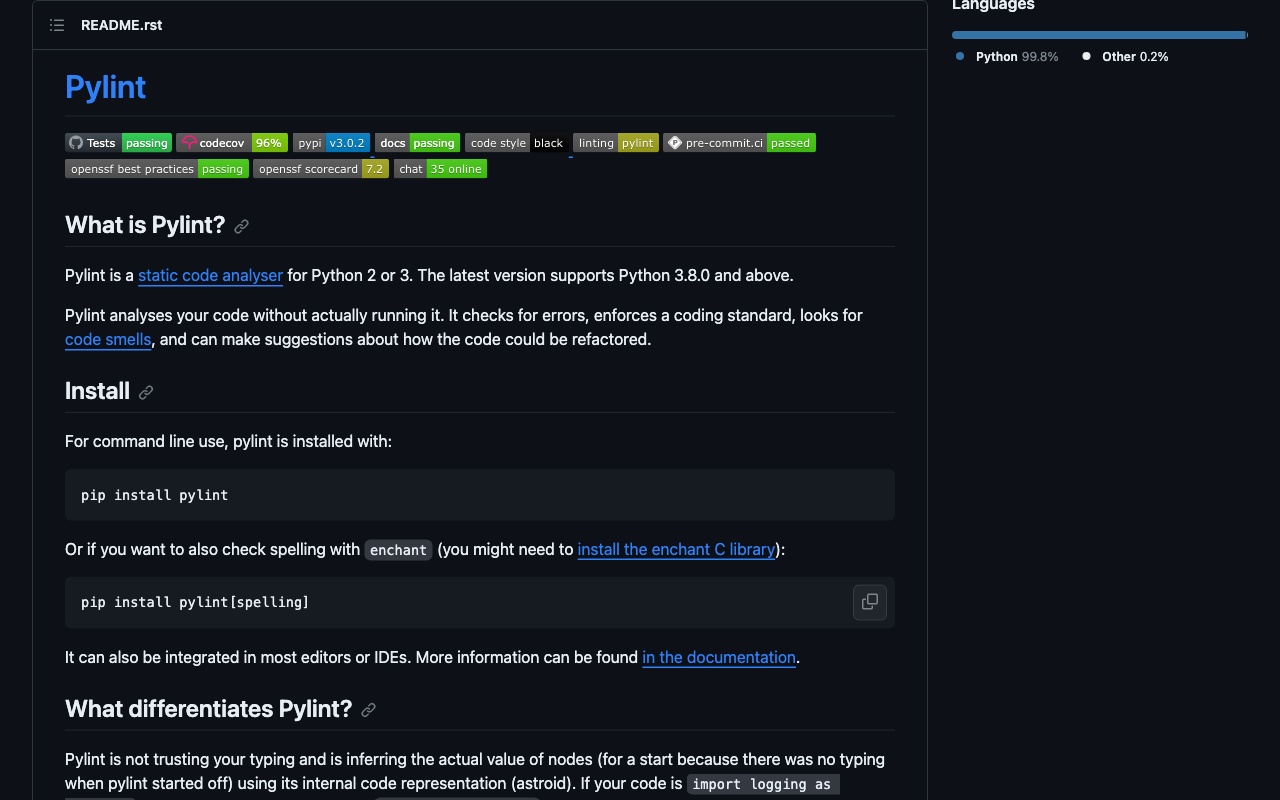 Languages
README.rst
Python 99.8% Other 0.2%
Pylint
Tests passing codecov 96% pypi v3.0.2 docs passing code style black linting pylint pre-commit.ci passed
openssf best practices passing openssf scorecard 7.2 chat 35 online
What is Pylint?
Pylint is a static code analyser for Python 2 or 3. The latest version supports Python 3.8.0 and above.
Pylint analyses your code without actually running it. It checks for errors, enforces a coding standard, looks for
code smells, and can make suggestions about how the code could be refactored.
Install
For command line use, pylint is installed with:
pip install pylint
Or if you want to also check spelling with enchant (you might need to install the enchant C library):
pip install pylint[spelling]
It can also be integrated in most editors or IDEs. More information can be found in the documentation.
What differentiates Pylint?
Pylint is not trusting your typing and is inferring the actual value of nodes (for a start because there was no typing
when pylint started off) using its internal code representation (astroid). If your code is import logging as